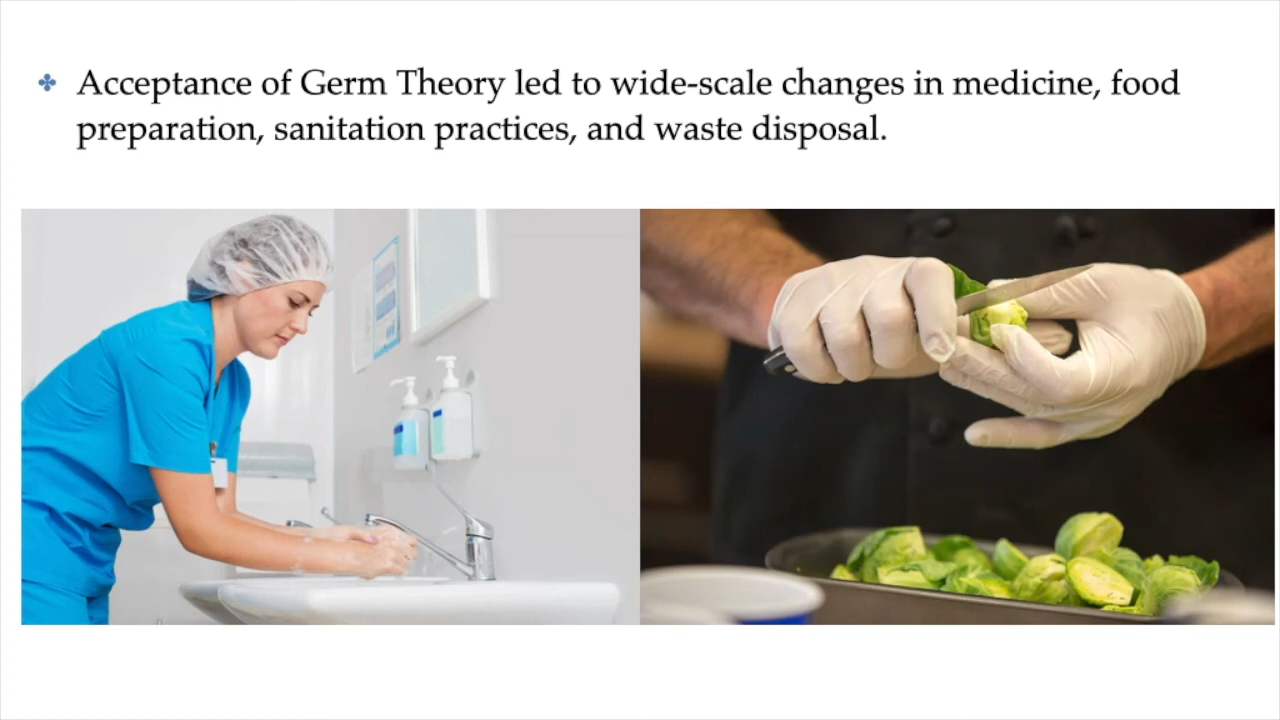 Acceptance of Germ Theory led to wide-scale changes in medicine, food
preparation, sanitation practices, and waste disposal.